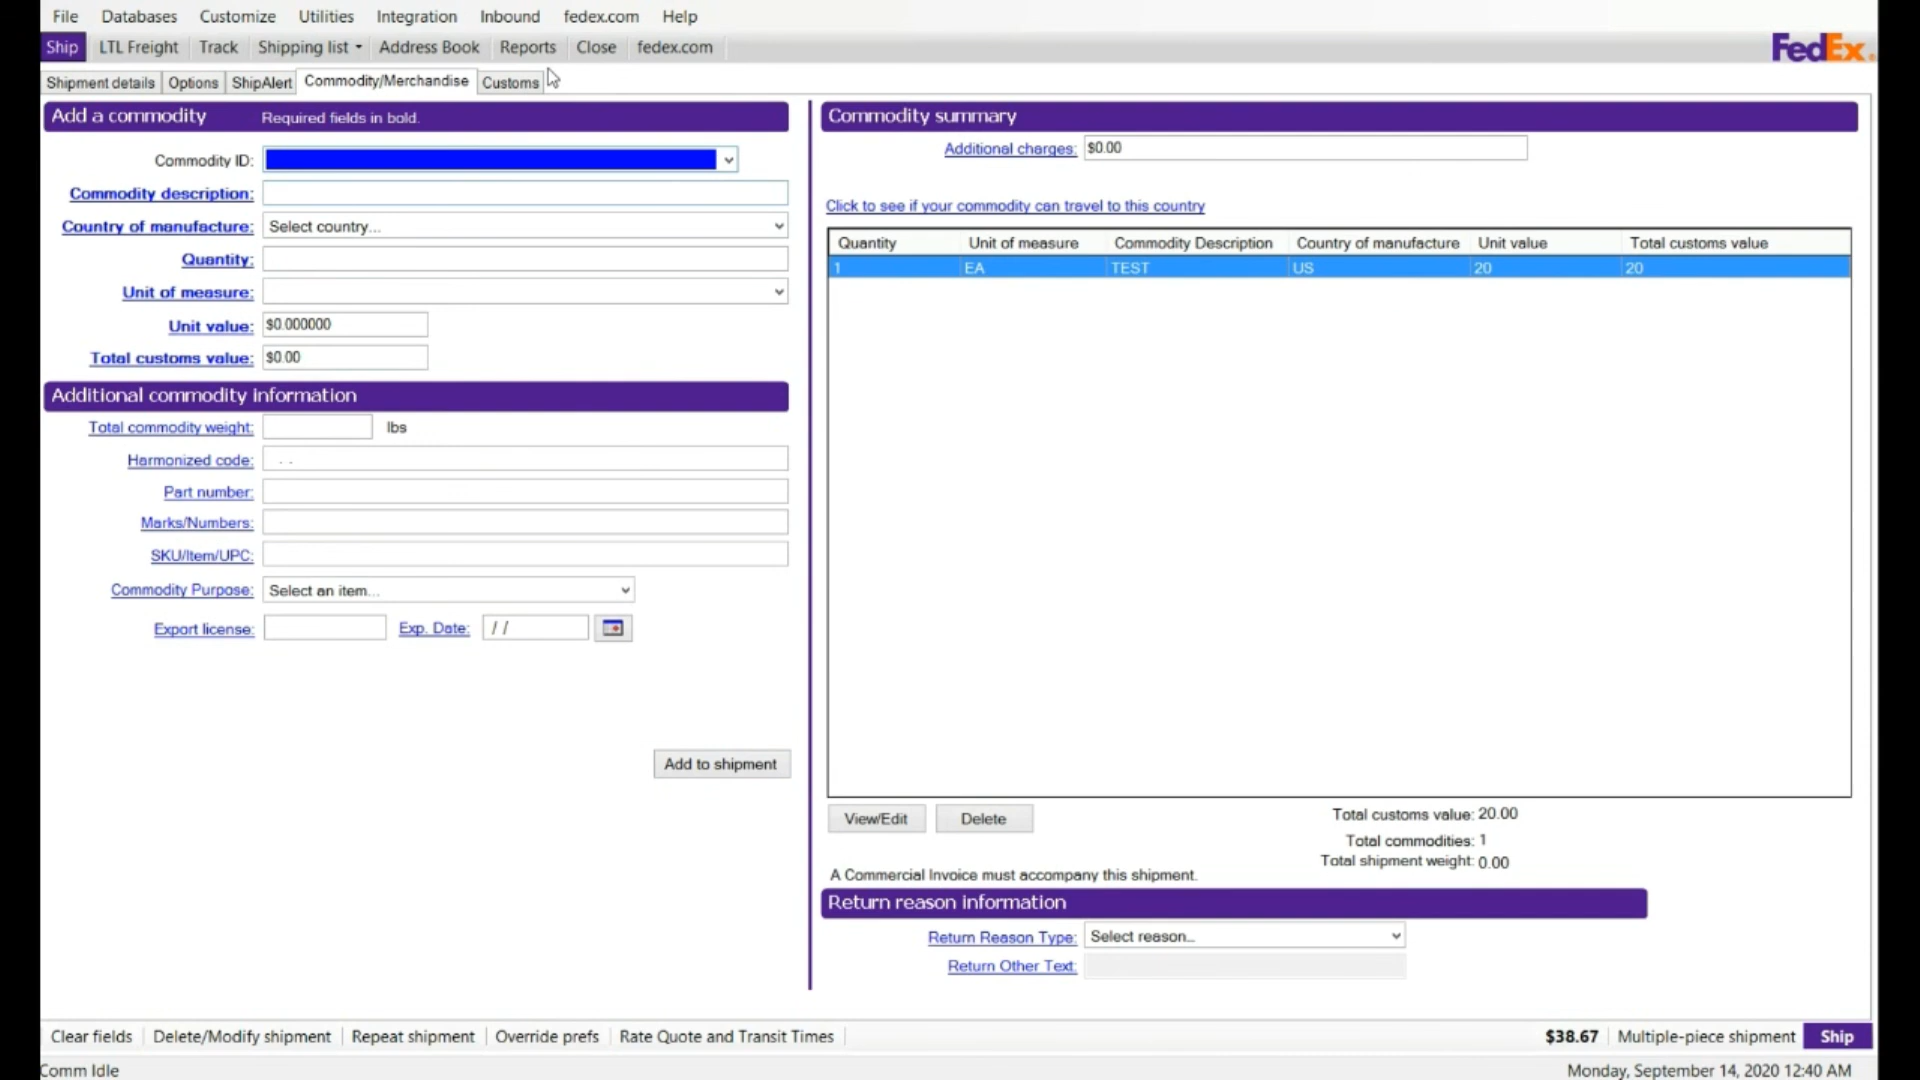 File Databases Customize Utilities Integration Inbound fedex.com Help
Ship LTL Freight Track Shipping list Address Book Reports Close fedex.com
FedEx
Shipment details Options ShipAlert Commodity/Merchandise Customs
Add a commodity Required fields in bold.
Commodity ID:
Commodity description:
Country of manufacture: Select country...
Quantity:
Unit of measure:
Unit value: $0.000000
Total customs value: $0.00
Additional commodity information
Total commodity weight: lbs
Harmonized code: . .
Part number:
Marks/Numbers:
SKU/Item/UPC:
Commodity Purpose: Select an item...
Export license: Exp. Date: / /
Add to shipment
Commodity summary
Additional charges: $0.00
Click to see if your commodity can travel to this country
Quantity Unit of measure Commodity Description Country of manufacture Unit value Total customs value
1 EA TEST US 20 20
View/Edit Delete
Total customs value: 20.00
Total commodities: 1
Total shipment weight: 0.00
A Commercial Invoice must accompany this shipment.
Return reason information
Return Reason Type: Select reason...
Return Other Text:
Clear fields Delete/Modify shipment Repeat shipment Override prefs Rate Quote and Transit Times $38.67 Multiple-piece shipment Ship
Comm Idle Monday, September 14, 2020 12:40 AM